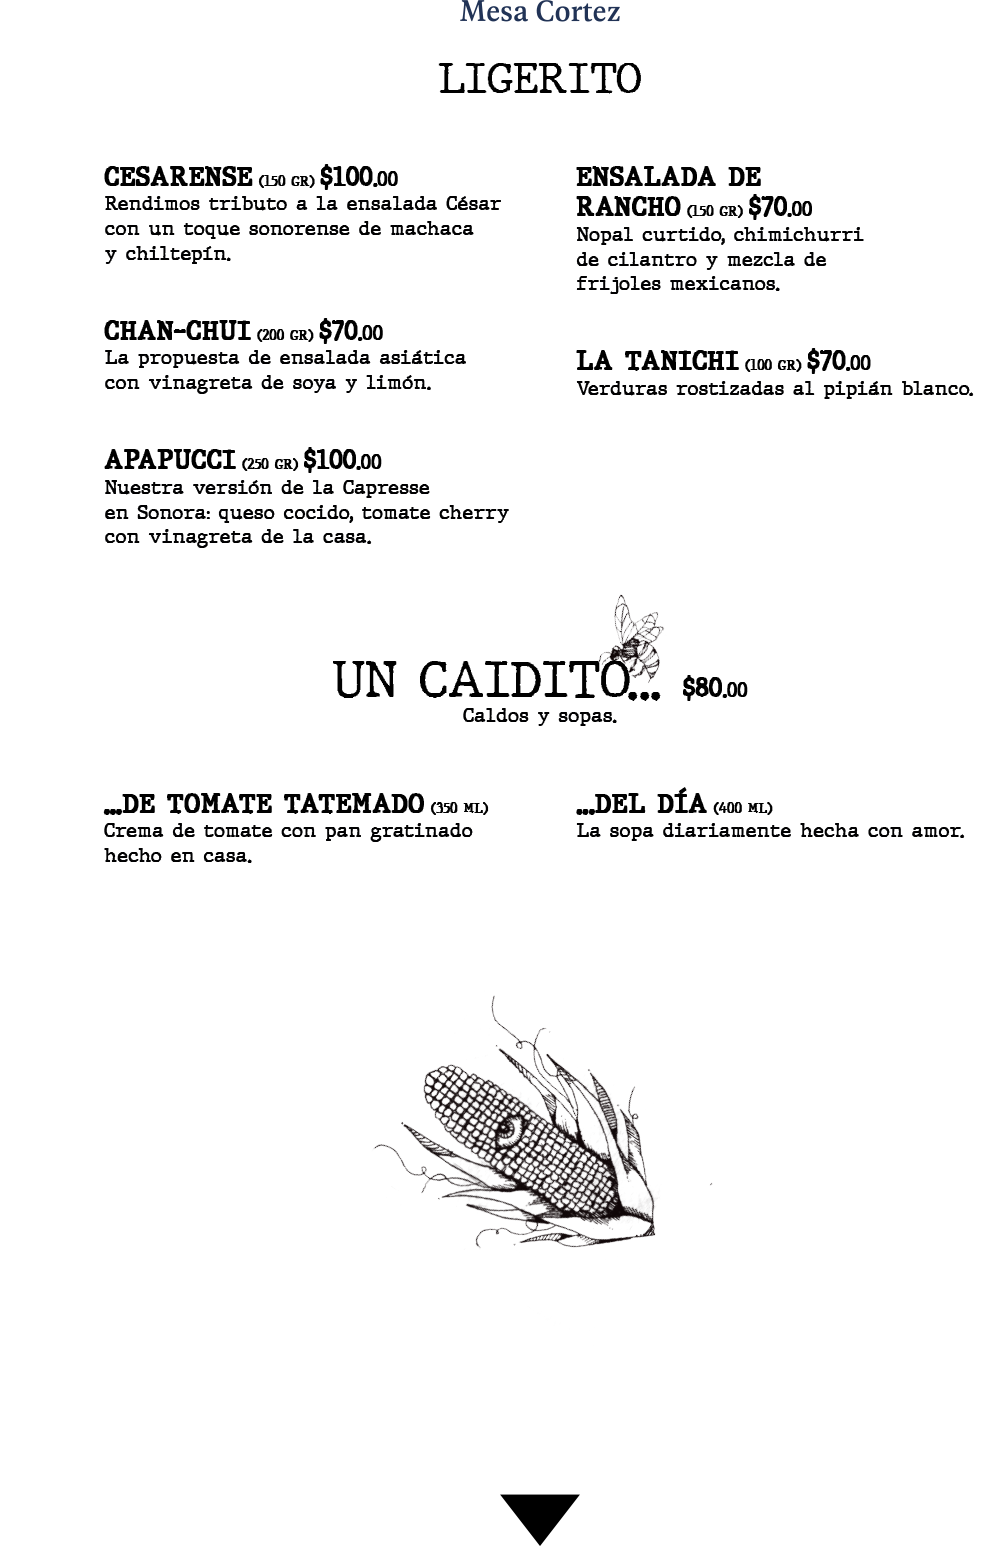 Mesa Cortez
LIGERITO
CESARENSE (150 GR) $100.00
Rendimos tributo a la ensalada César
con un toque sonorense de machaca
y chiltepín.
CHAN-CHUI (200 GR) $70.00
La propuesta de ensalada asiática
con vinagreta de soya y limón.
APAPUCCI (250 GR) $100.00
Nuestra versión de la Capresse
en Sonora: queso cocido, tomate cherry
con vinagreta de la casa.
ENSALADA DE
RANCHO (150 GR) $70.00
Nopal curtido, chimichurri
de cilantro y mezcla de
frijoles mexicanos.
LA TANICHI (100 GR) $70.00
Verduras rostizadas al pipián blanco.
UN CAIDITO... $80.00
Caldos y sopas.
...DE TOMATE TATEMADO (350 ML)
Crema de tomate con pan gratinado
hecho en casa.
...DEL DÍA (400 ML)
La sopa diariamente hecha con amor.